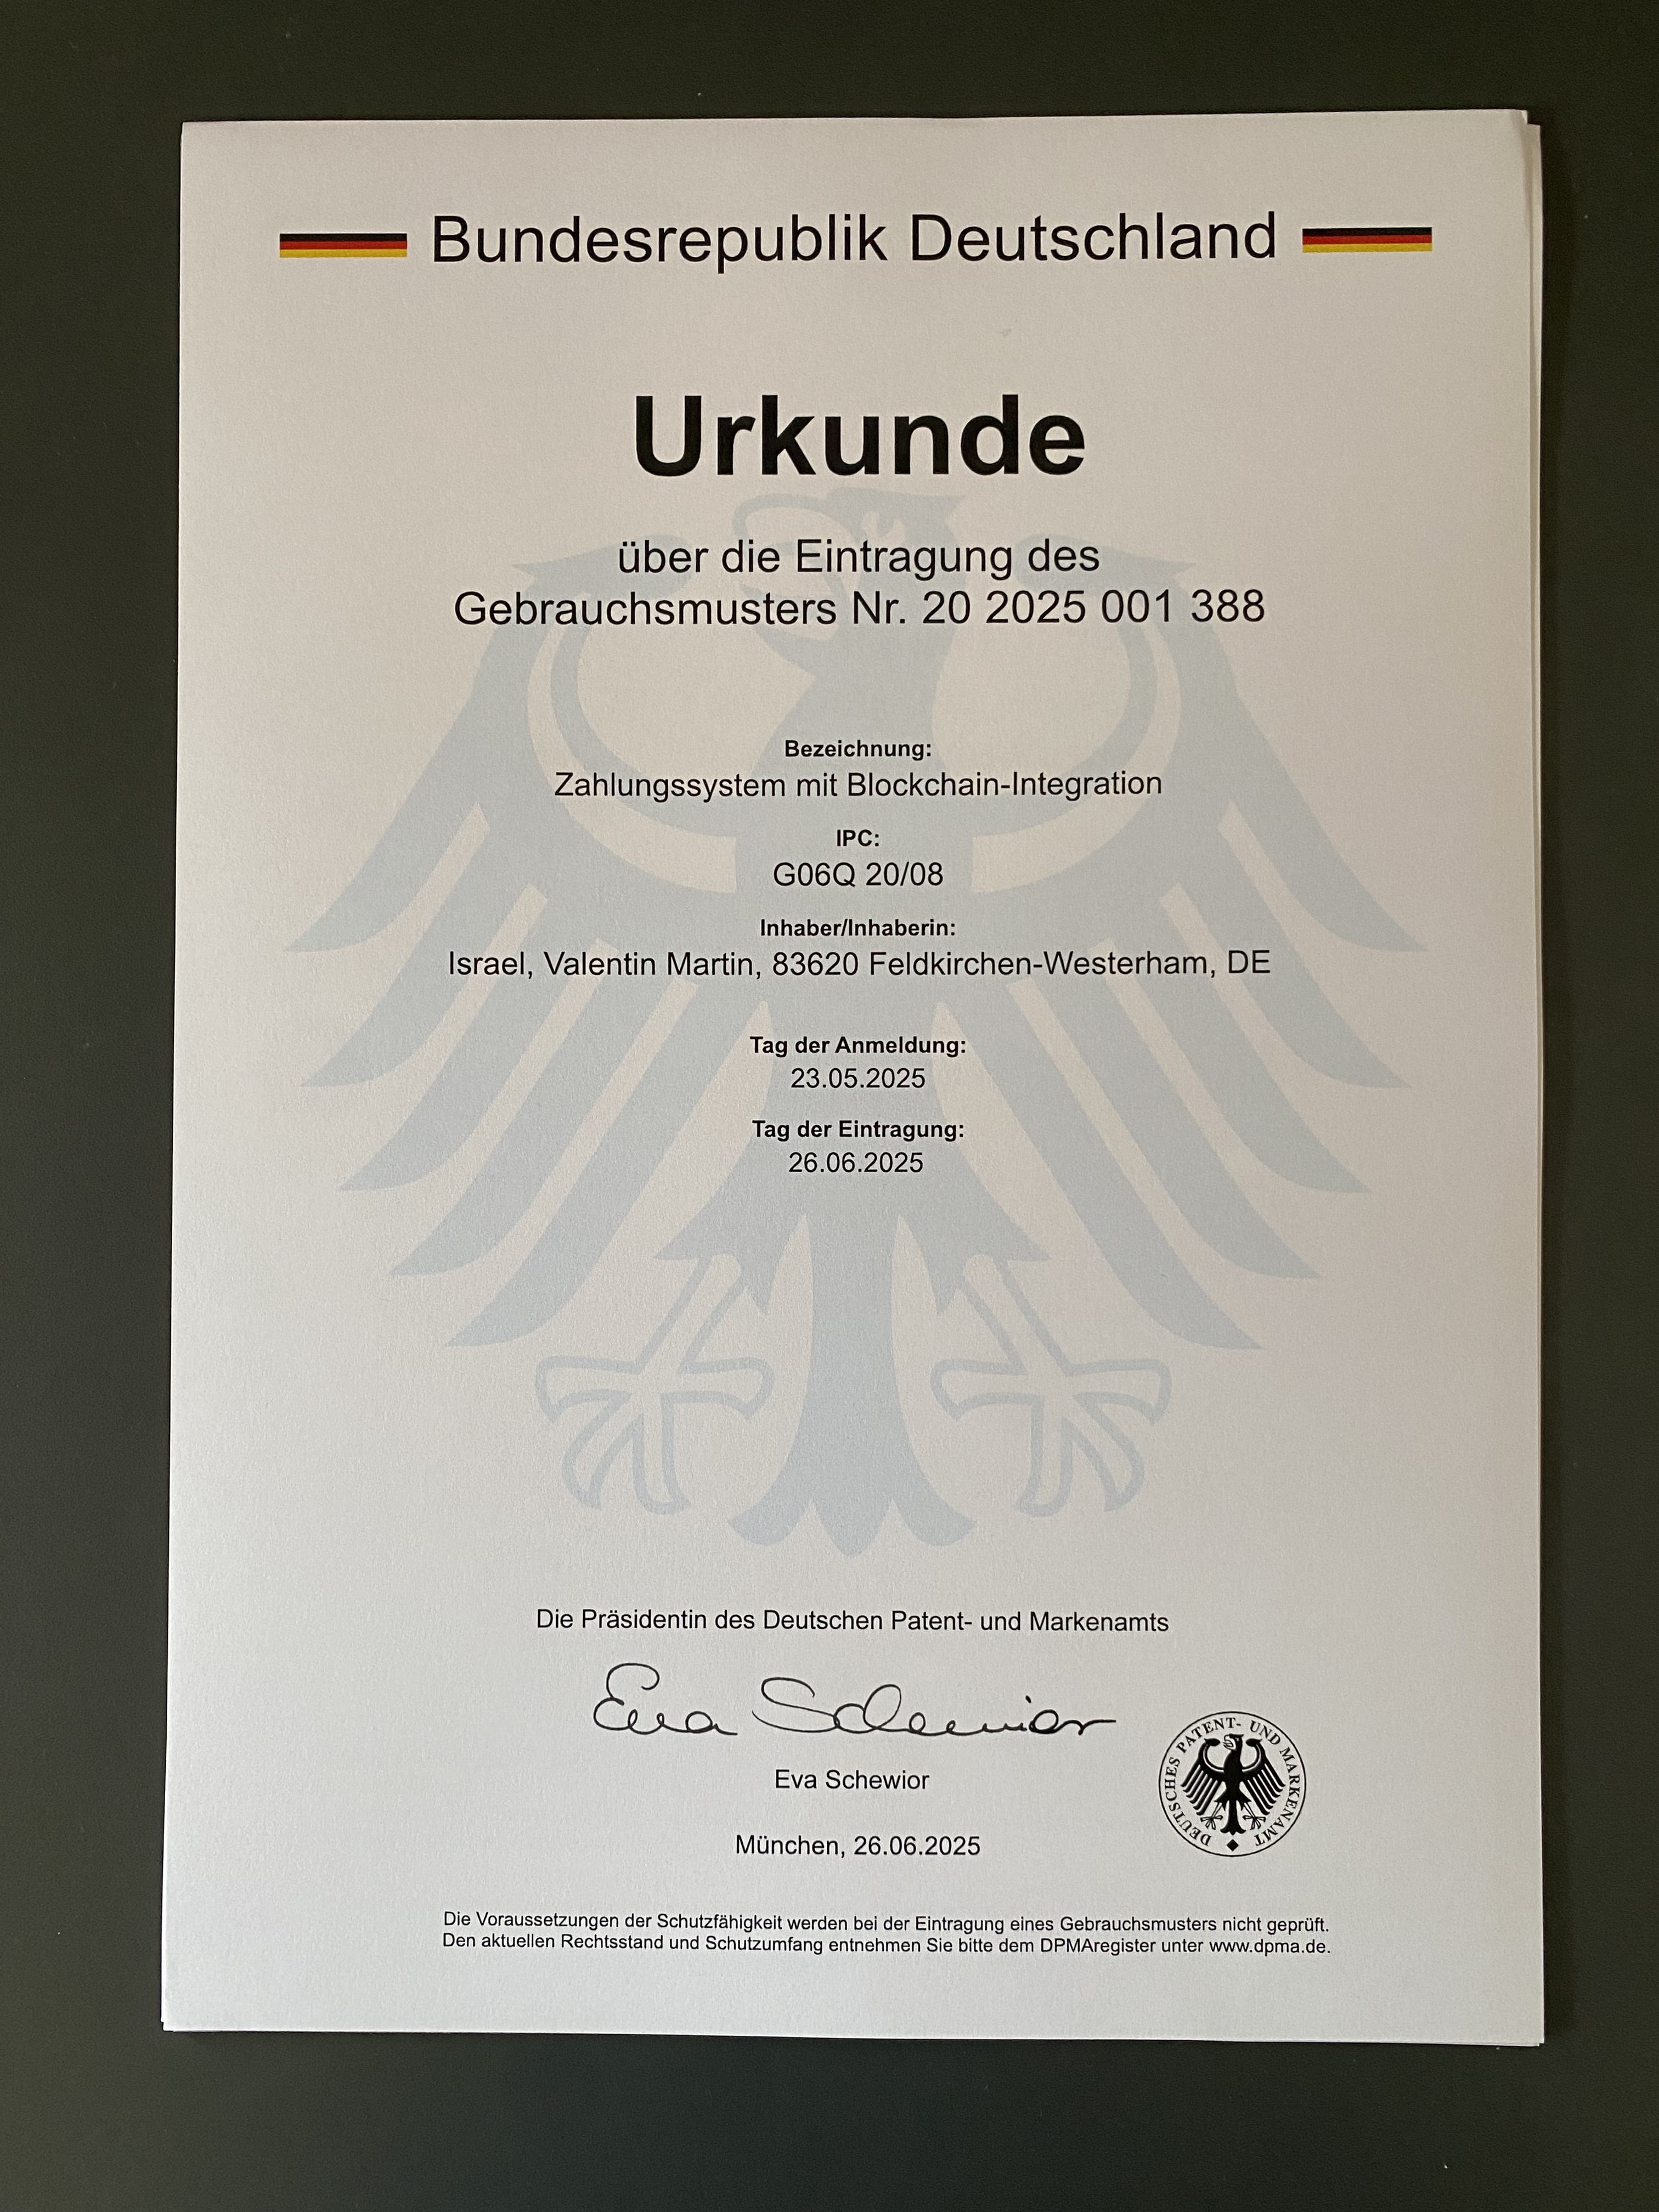 Bundesrepublik Deutschland
Urkunde
über die Eintragung des
Gebrauchsmusters Nr. 20 2025 001 388
Bezeichnung:
Zahlungssystem mit Blockchain-Integration
IPC:
G06Q 20/08
Inhaber/Inhaberin:
Israel, Valentin Martin, 83620 Feldkirchen-Westerham, DE
Tag der Anmeldung:
23.05.2025
Tag der Eintragung:
26.06.2025
Die Präsidentin des Deutschen Patent- und Markenamts
Eva Schewior
Eva Schewior
DEUTSCHES PATENT- UND MARKENAMT
München, 26.06.2025
Die Voraussetzungen der Schutzfähigkeit werden bei der Eintragung eines Gebrauchsmusters nicht geprüft.
Den aktuellen Rechtsstand und Schutzumfang entnehmen Sie bitte dem DPMAregister unter www.dpma.de.